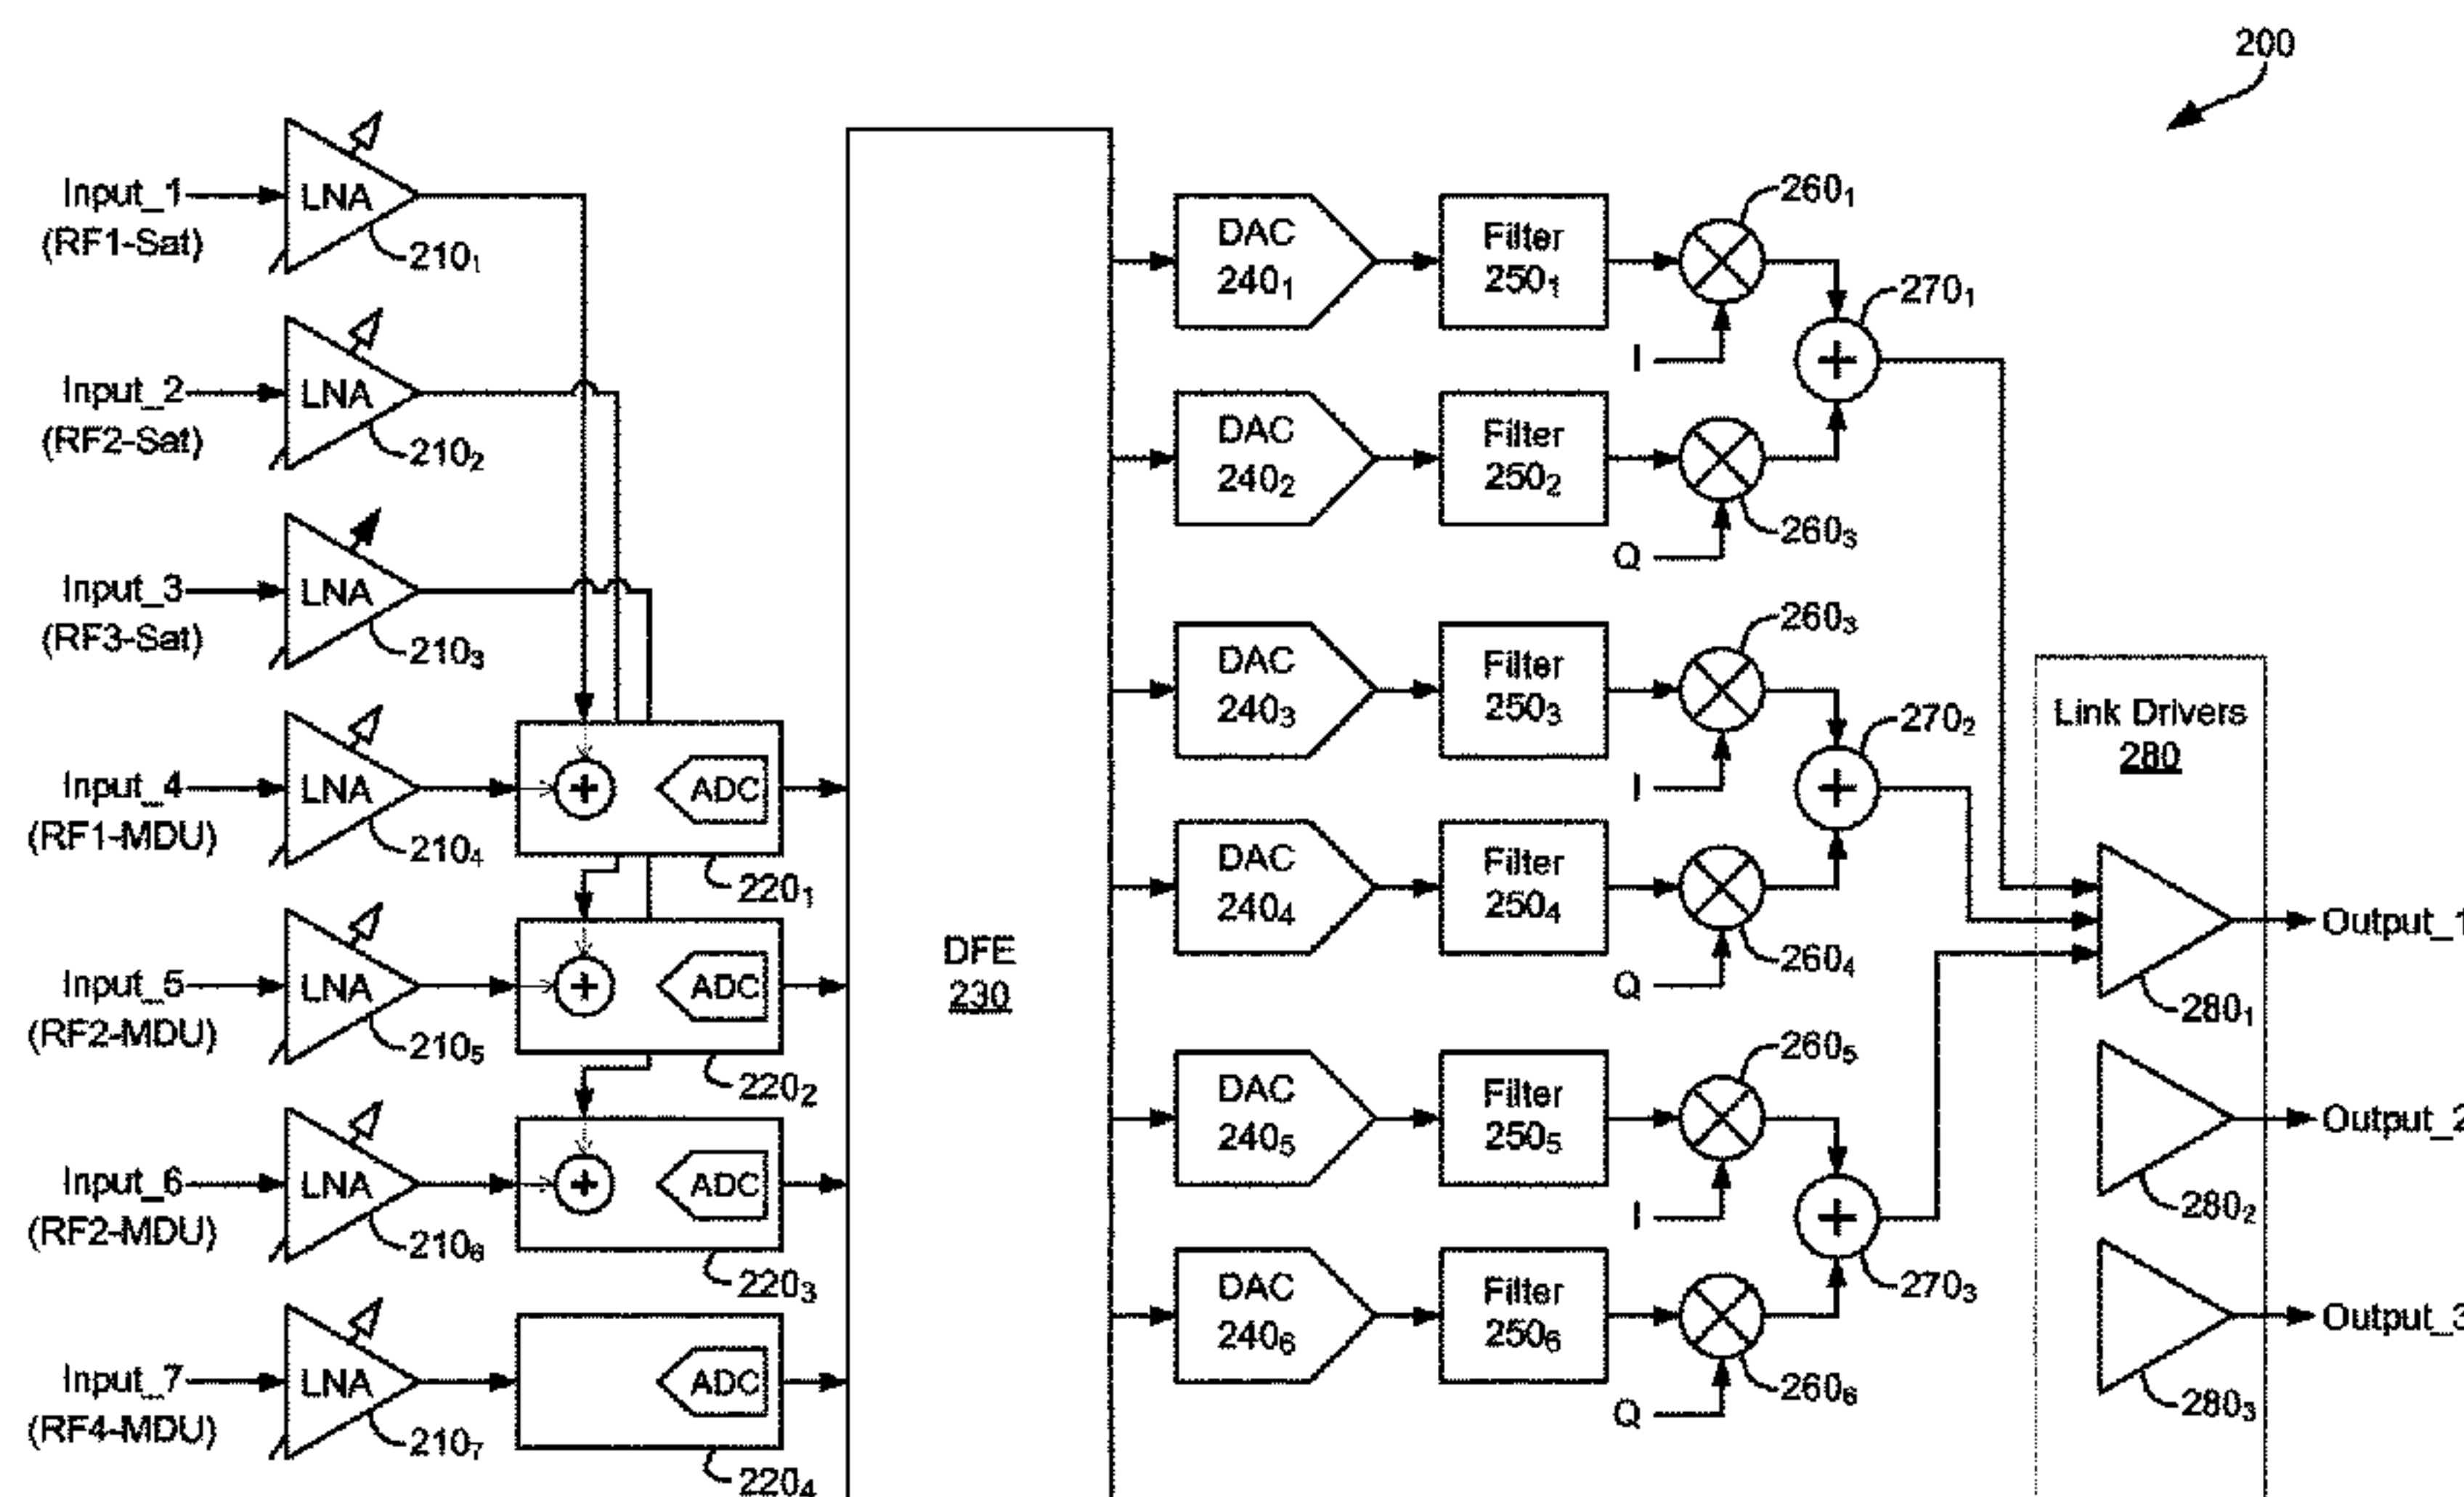 200
Input_1
(RF1-Sat)
LNA
210₁
Input_2
(RF2-Sat)
LNA
210₂
Input_3
(RF3-Sat)
LNA
210₃
Input_4
(RF1-MDU)
LNA
210₄
ADC
220₁
Input_5
(RF2-MDU)
LNA
210₅
ADC
220₂
Input_6
(RF2-MDU)
LNA
210₆
ADC
220₃
Input_7
(RF4-MDU)
LNA
210₇
ADC
220₄
DFE
230
DAC
240₁
Filter
250₁
260₁
I
270₁
DAC
240₂
Filter
250₂
260₃
Q
DAC
240₃
Filter
250₃
260₃
I
270₂
DAC
240₄
Filter
250₄
260₄
Q
DAC
240₅
Filter
250₅
260₅
I
270₃
DAC
240₆
Filter
250₆
260₆
Q
Link Drivers
280
280₁
Output_1
280₂
Output_2
280₃
Output_3